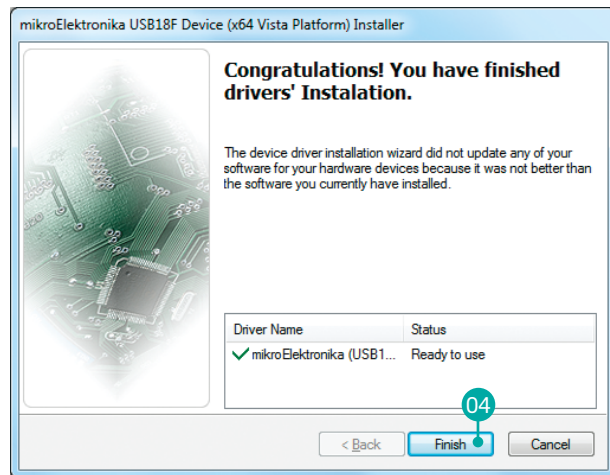 mikroElektronika USB18F Device (x64 Vista Platform) Installer
Congratulations! You have finished
drivers' Instalation.
The device driver installation wizard did not update any of your
software for your hardware devices because it was not better than
the software you currently have installed.
Driver Name Status
mikroElektronika (USB1... Ready to use
04
< Back Finish Cancel